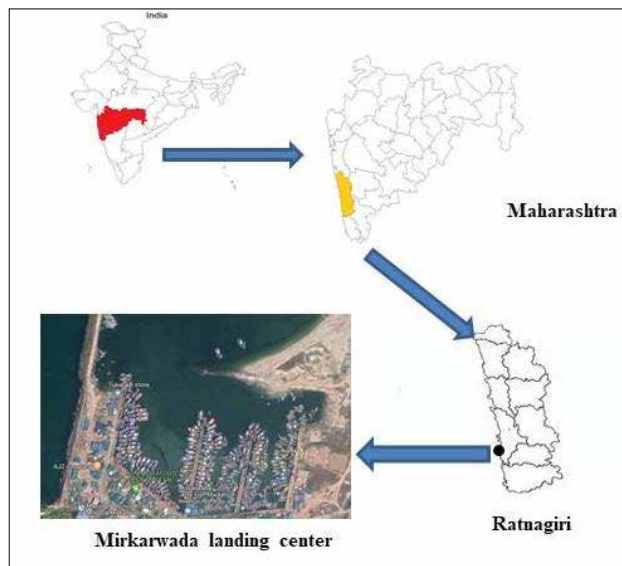 India
Maharashtra
Ratnagiri
Mirkarwada landing center